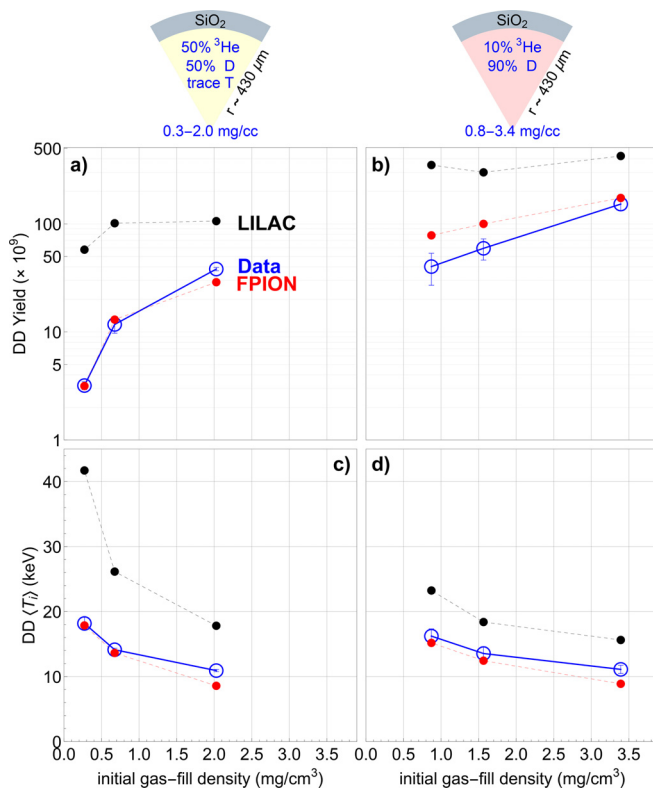 SiO₂
50% ³He
50% D
trace T
r ~ 430 μm
0.3–2.0 mg/cc
SiO₂
10% ³He
90% D
r ~ 430 μm
0.8–3.4 mg/cc
a)
b)
500
100
50
10
5
1
DD Yield (× 10⁹)
LILAC
Data
FPION
c)
d)
40
30
20
10
0
DD ⟨Tᵢ⟩ (keV)
0.0 0.5 1.0 1.5 2.0 2.5 3.0 3.5
0.0 0.5 1.0 1.5 2.0 2.5 3.0 3.5
initial gas–fill density (mg/cm³)
initial gas–fill density (mg/cm³)